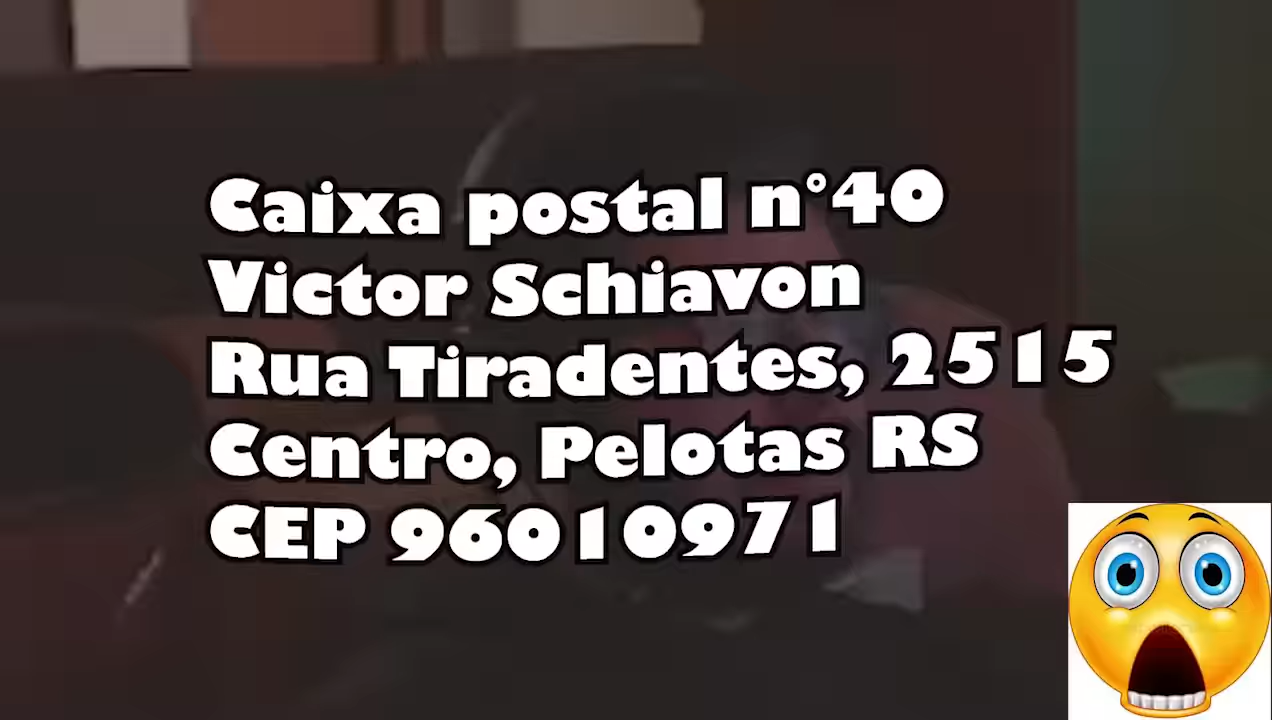 Caixa postal n°40
Victor Schiavon
Rua Tiradentes, 2515
Centro, Pelotas RS
CEP 96010971